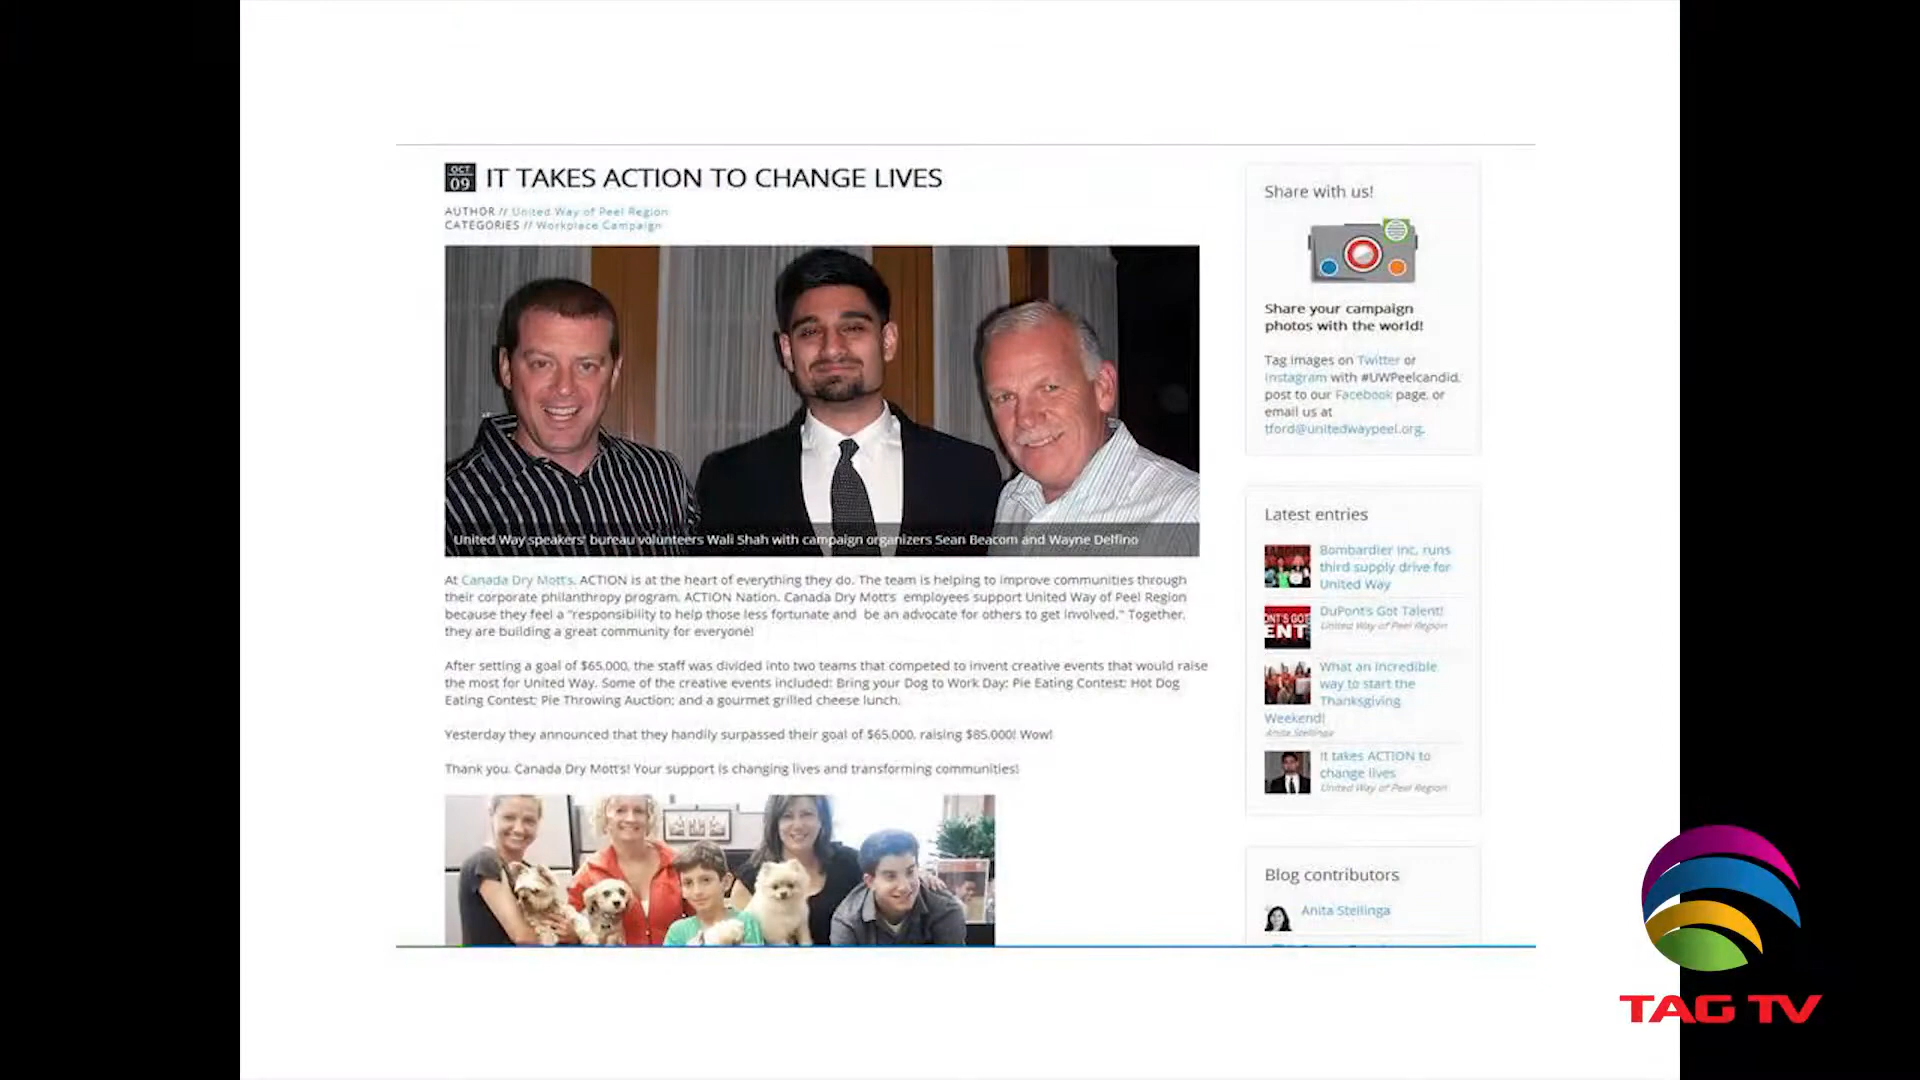 OCT
09
IT TAKES ACTION TO CHANGE LIVES
AUTHOR // United Way of Peel Region
CATEGORIES // Workplace Campaign
United Way speakers' bureau volunteers Wali Shah with campaign organizers Sean Beacom and Wayne Delfino
At Canada Dry Mott's, ACTION is at the heart of everything they do. The team is helping to improve communities through
their corporate philanthropy program, ACTION Nation. Canada Dry Mott's employees support United Way of Peel Region
because they feel a "responsibility to help those less fortunate and be an advocate for others to get involved." Together,
they are building a great community for everyone!
After setting a goal of $65,000, the staff was divided into two teams that competed to invent creative events that would raise
the most for United Way. Some of the creative events included: Bring your Dog to Work Day; Pie Eating Contest; Hot Dog
Eating Contest; Pie Throwing Auction; and a gourmet grilled cheese lunch.
Yesterday they announced that they handily surpassed their goal of $65,000, raising $85,000! Wow!
Thank you, Canada Dry Mott's! Your support is changing lives and transforming communities!
Share with us!
Share your campaign
photos with the world!
Tag images on Twitter or
Instagram with #UWPeelcandid,
post to our Facebook page, or
email us at
tford@unitedwaypeel.org.
Latest entries
Bombardier Inc. runs
third supply drive for
United Way
DuPont's Got Talent!
United Way of Peel Region
ONT'S GOT
ENT
What an incredible
way to start the
Thanksgiving
Weekend!
Anita Stellinga
It takes ACTION to
change lives
United Way of Peel Region
Blog contributors
Anita Stellinga
TAG TV